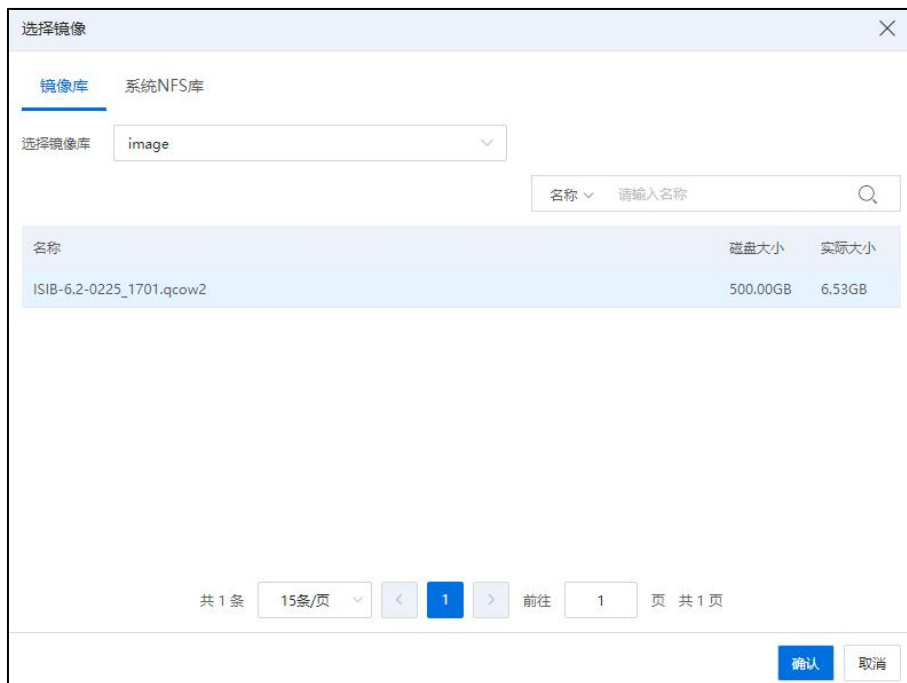 选择镜像
镜像库 系统NFS库
选择镜像库 image
名称 请输入名称
名称 磁盘大小 实际大小
ISIB-6.2-0225_1701.qcow2 500.00GB 6.53GB
共 1 条 15条/页 < 1 > 前往 1 页 共 1 页
确认 取消